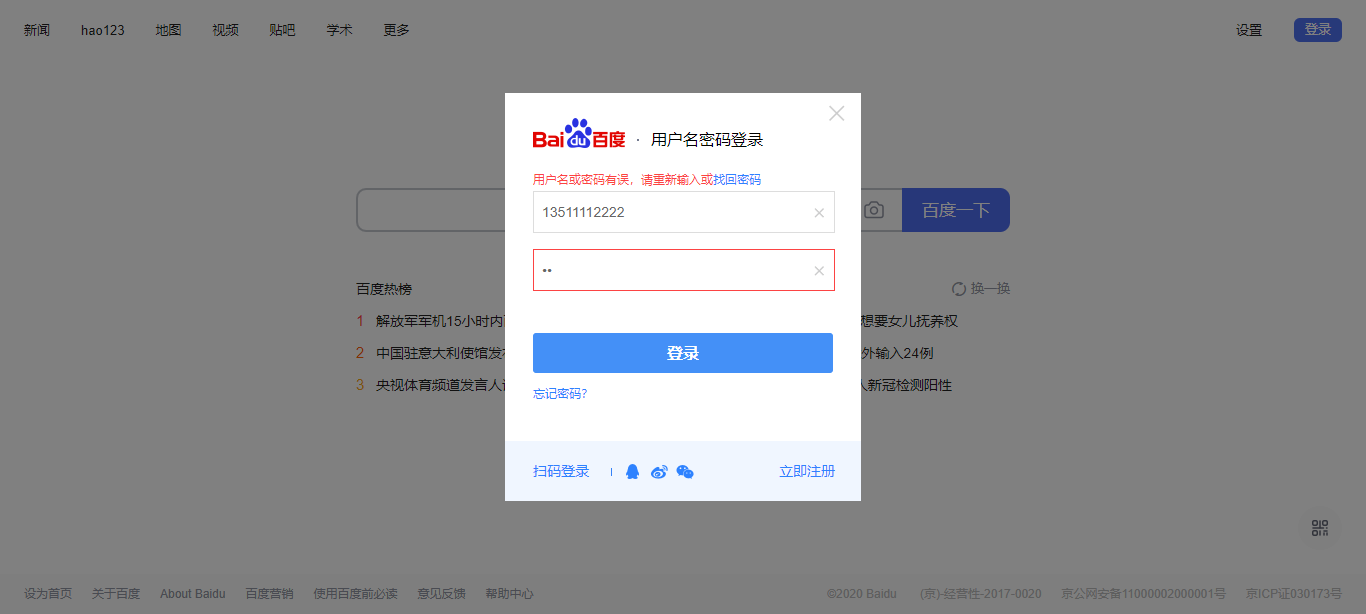 新闻 hao123 地图 视频 贴吧 学术 更多 设置 登录
Baidu百度 · 用户名密码登录
用户名或密码有误，请重新输入或找回密码
13511112222
百度一下
••
百度热榜 换一换
1 解放军军机15小时内 想要女儿抚养权
2 中国驻意大利使馆发 外输入24例
3 央视体育频道发言人 人新冠检测阳性
登录
忘记密码?
扫码登录 立即注册
设为首页 关于百度 About Baidu 百度营销 使用百度前必读 意见反馈 帮助中心 ©2020 Baidu (京)-经营性-2017-0020 京公网安备11000002000001号 京ICP证030173号